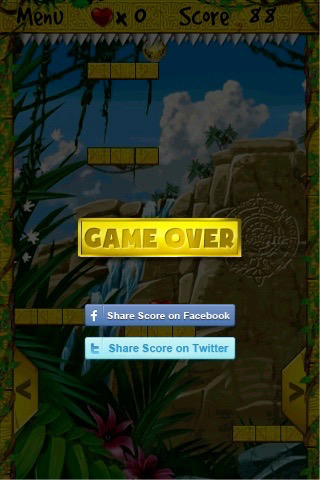 Menu x 0 Score 88
GAME OVER
f Share Score on Facebook
t Share Score on Twitter
< >